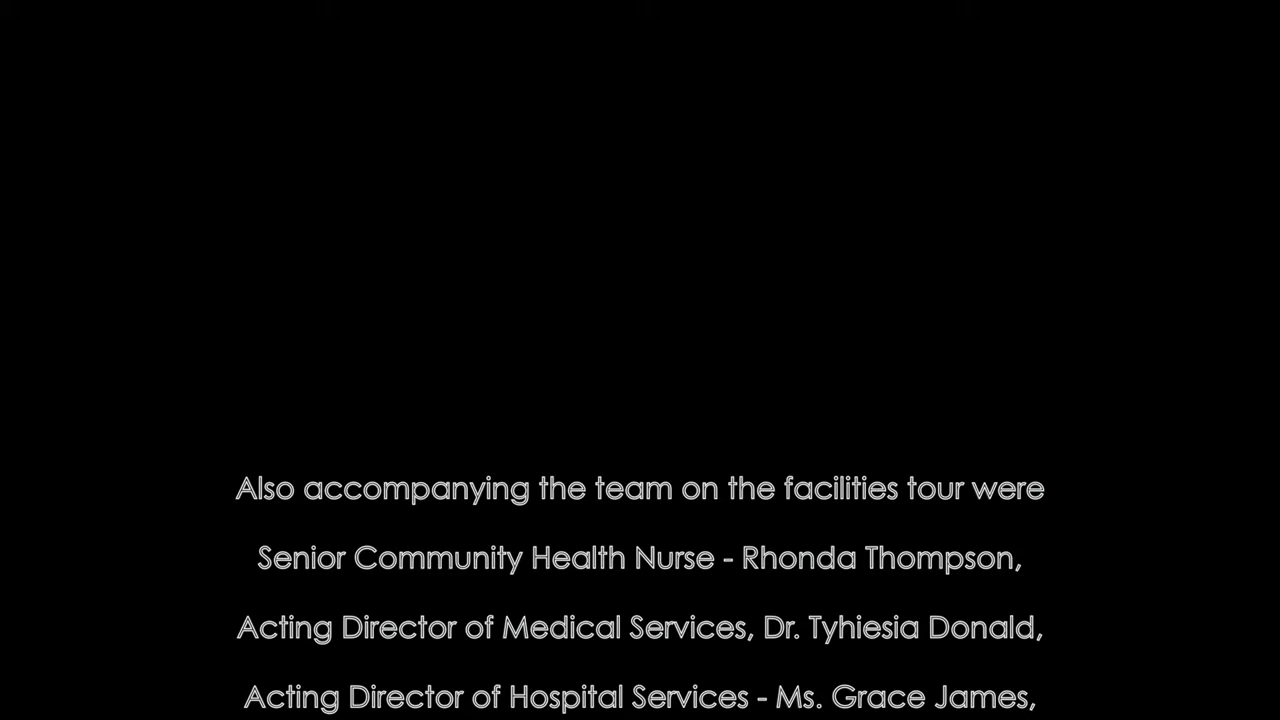 Also accompanying the team on the facilities tour were
Senior Community Health Nurse - Rhonda Thompson,
Acting Director of Medical Services, Dr. Tyhiesia Donald,
Acting Director of Hospital Services - Ms. Grace James,